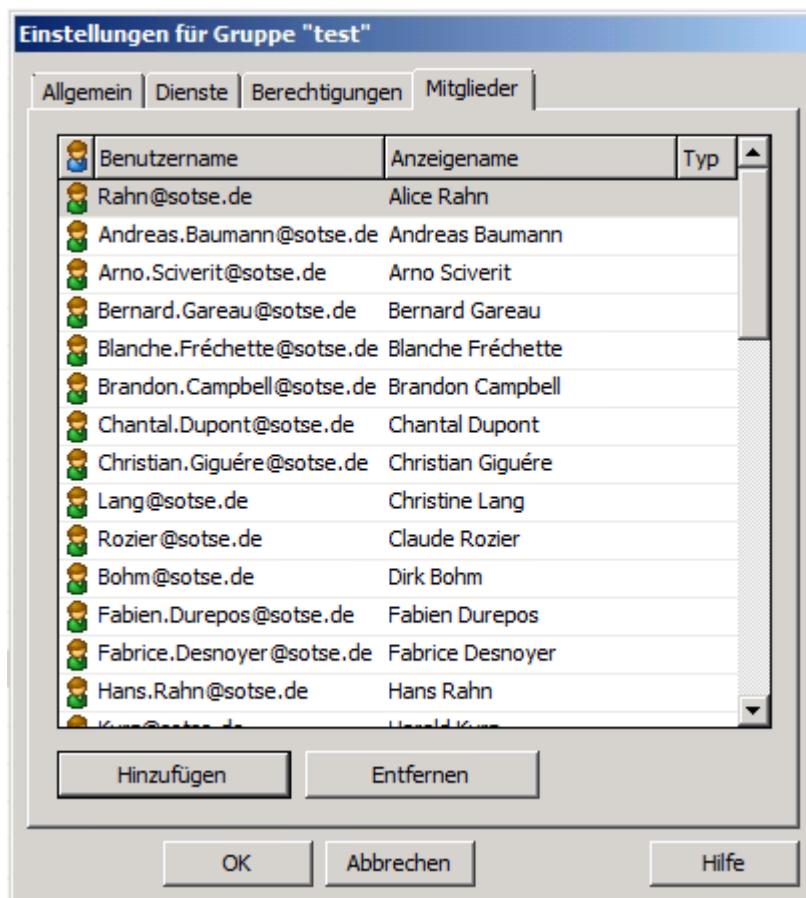 Einstellungen für Gruppe "test"
Allgemein Dienste Berechtigungen Mitglieder
Benutzername Anzeigename Typ
Rahn@sotse.de Alice Rahn
Andreas.Baumann@sotse.de Andreas Baumann
Arno.Sciverit@sotse.de Arno Sciverit
Bernard.Gareau@sotse.de Bernard Gareau
Blanche.Fréchette@sotse.de Blanche Fréchette
Brandon.Campbell@sotse.de Brandon Campbell
Chantal.Dupont@sotse.de Chantal Dupont
Christian.Giguére@sotse.de Christian Giguére
Lang@sotse.de Christine Lang
Rozier@sotse.de Claude Rozier
Bohm@sotse.de Dirk Bohm
Fabien.Durepos@sotse.de Fabien Durepos
Fabrice.Desnoyer@sotse.de Fabrice Desnoyer
Hans.Rahn@sotse.de Hans Rahn
Hinzufügen Entfernen
OK Abbrechen Hilfe